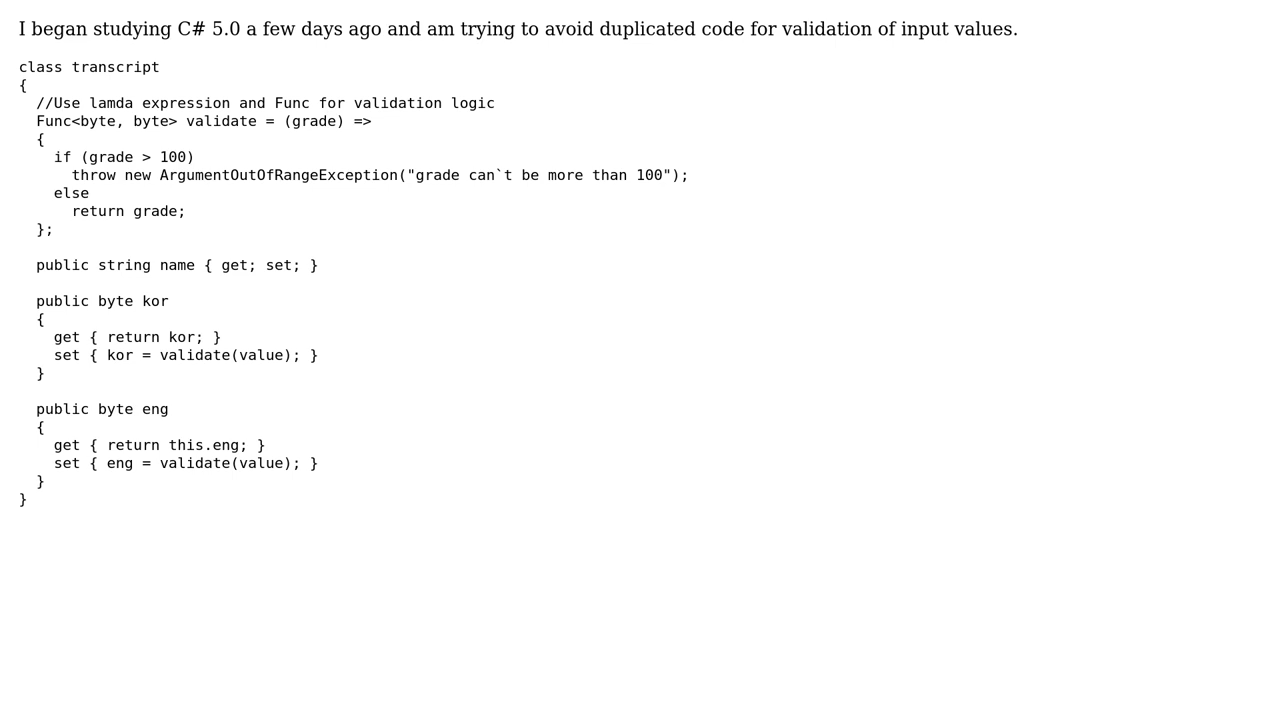 I began studying C# 5.0 a few days ago and am trying to avoid duplicated code for validation of input values.
class transcript
{
  //Use lamda expression and Func for validation logic
  Func<byte, byte> validate = (grade) =>
  {
    if (grade > 100)
      throw new ArgumentOutOfRangeException("grade can`t be more than 100");
    else
      return grade;
  };

  public string name { get; set; }

  public byte kor
  {
    get { return kor; }
    set { kor = validate(value); }
  }

  public byte eng
  {
    get { return this.eng; }
    set { eng = validate(value); }
  }
}